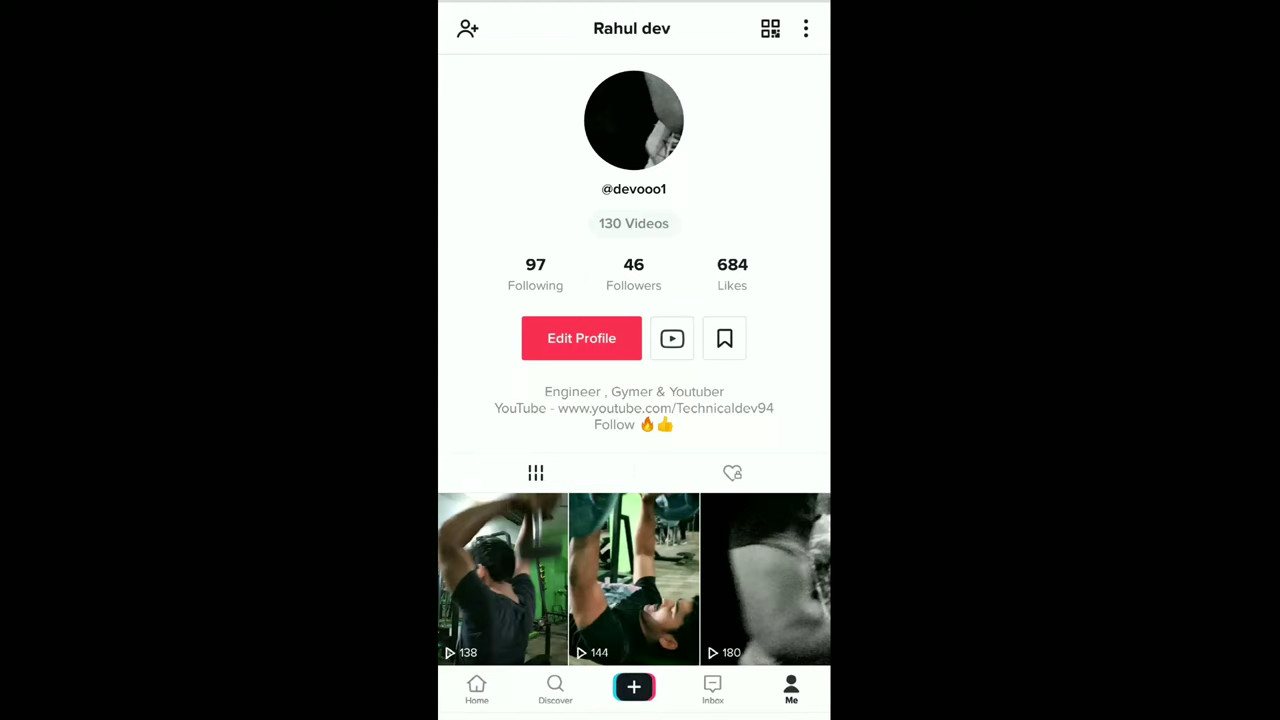 Rahul dev
@devooo1
130 Videos
97 46 684
Following Followers Likes
Edit Profile
Engineer , Gymer & Youtuber
YouTube - www.youtube.com/Technicaldev94
Follow 🔥👍
138 144 180
Home Discover Inbox Me